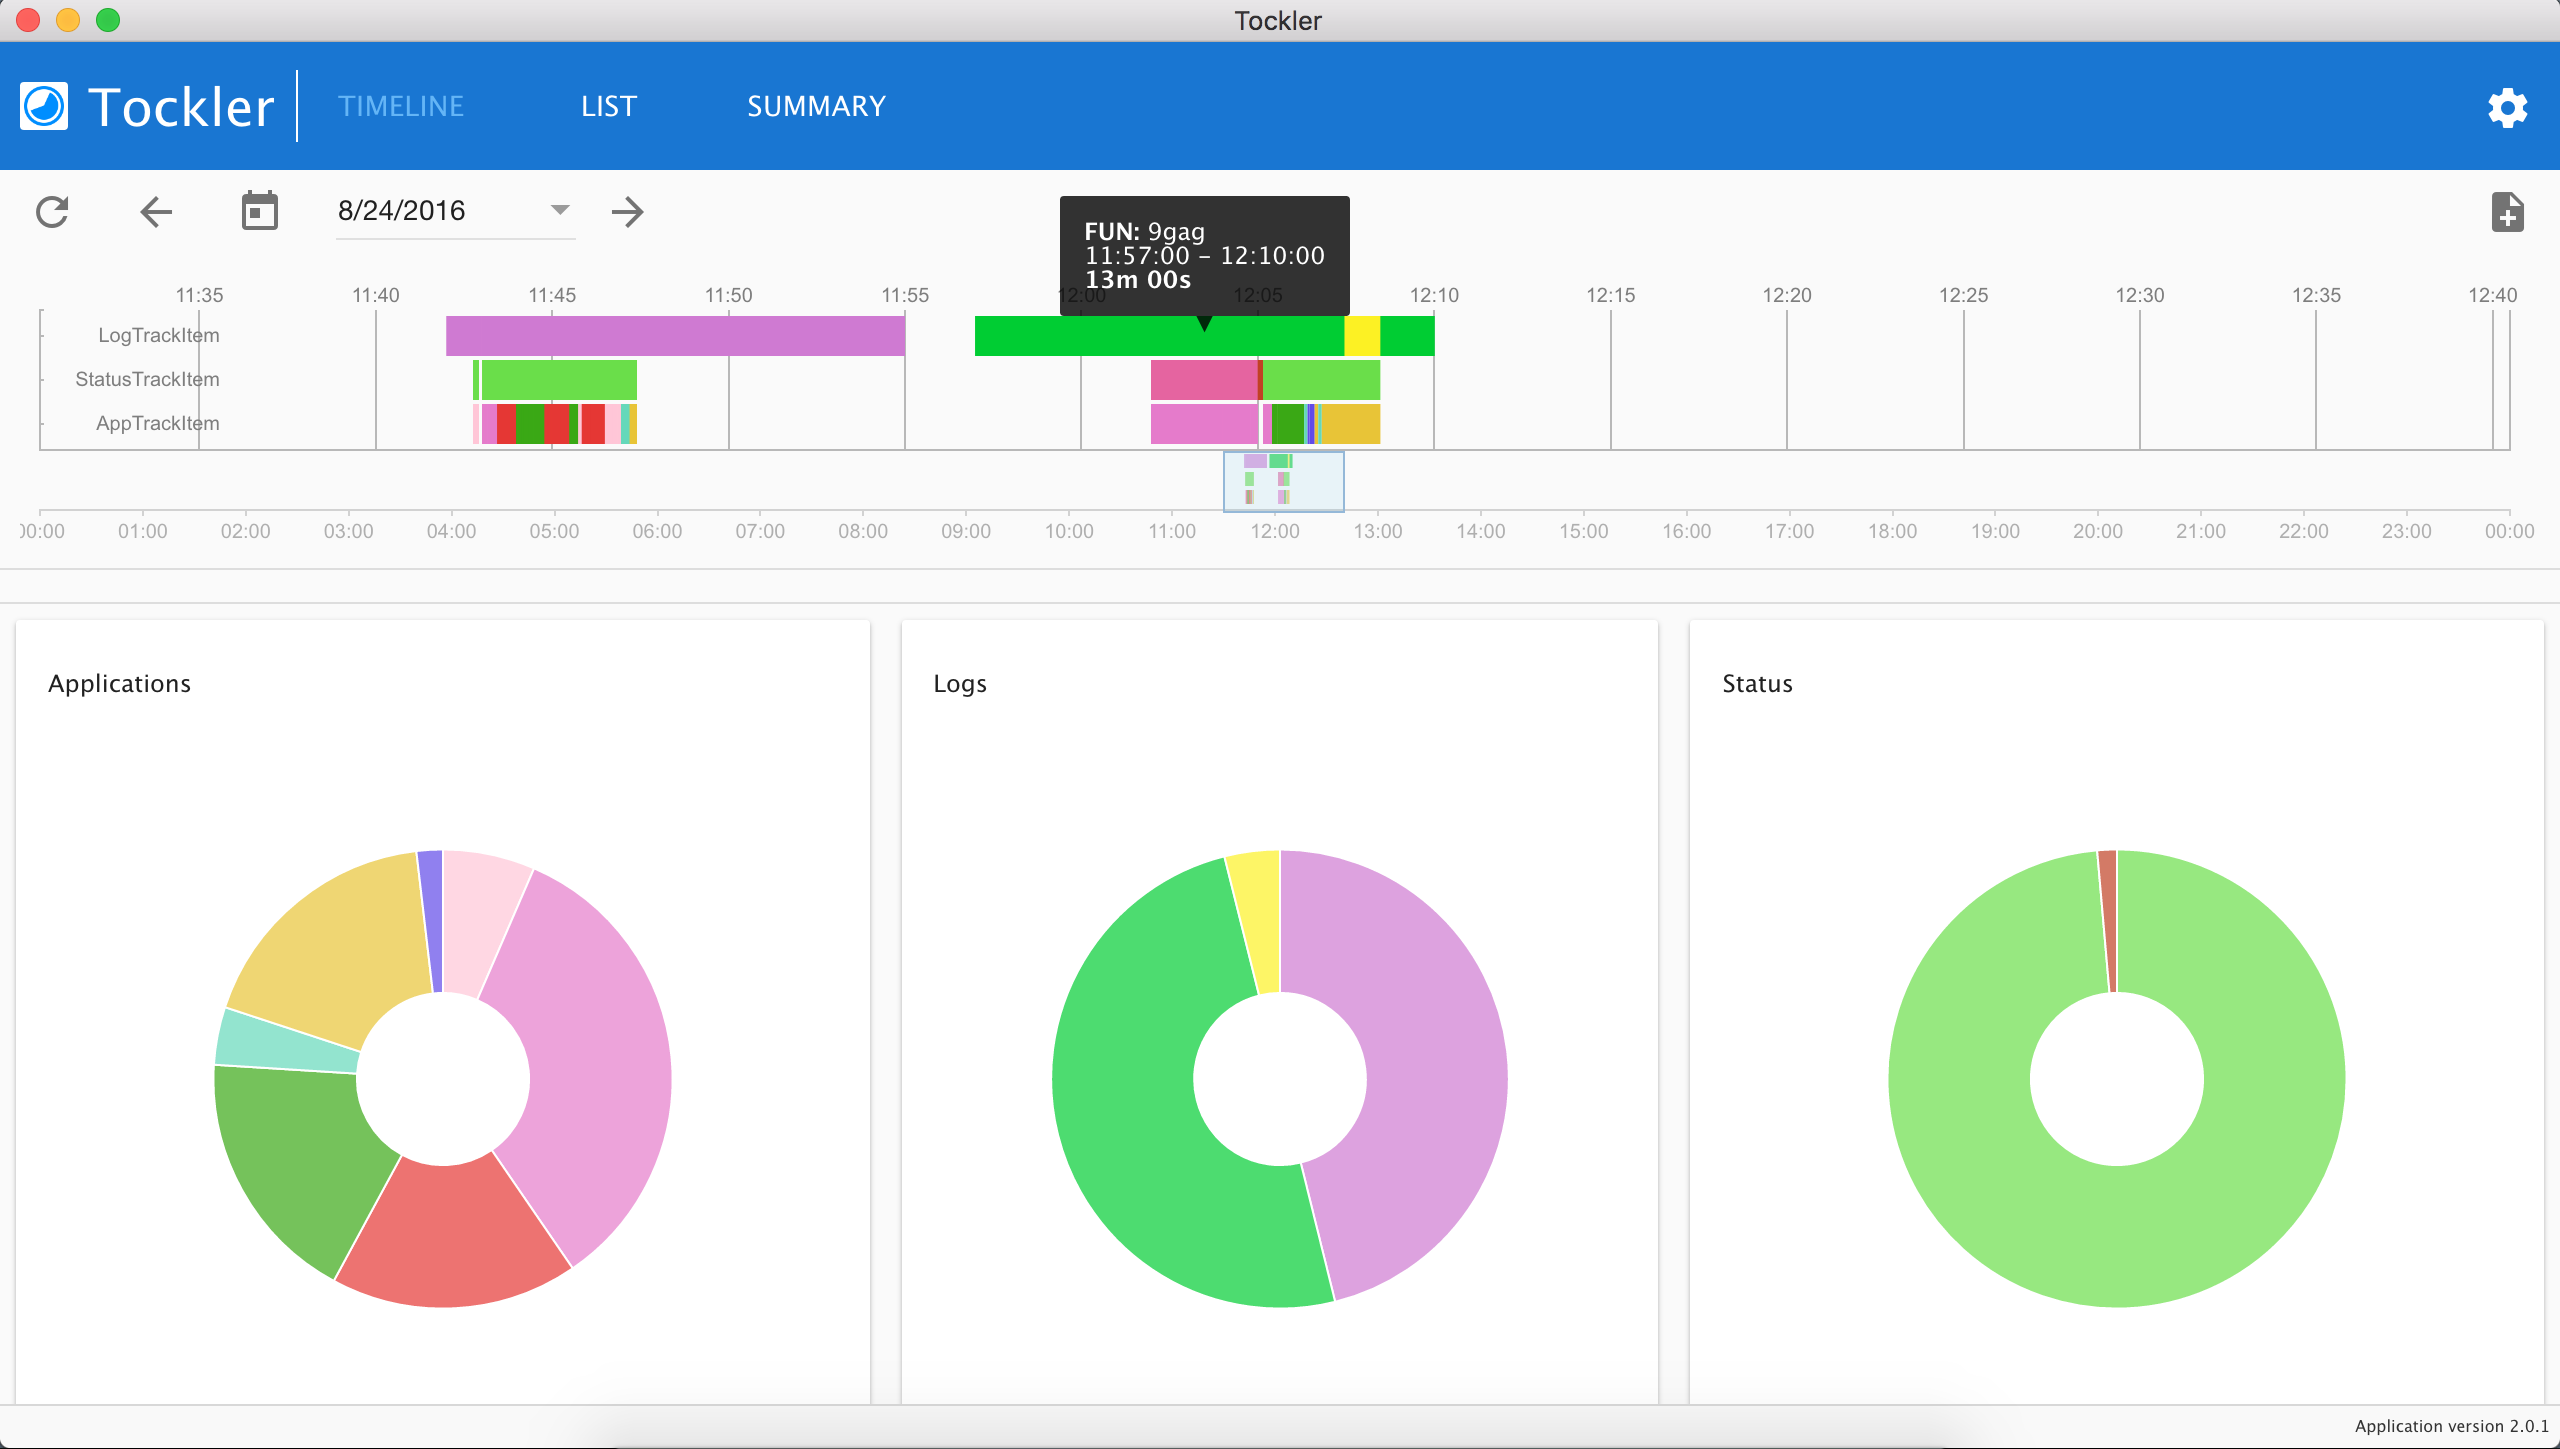 Tockler
Tockler
TIMELINE
LIST
SUMMARY
8/24/2016
FUN: 9gag
11:57:00 - 12:10:00
13m 00s
11:35 11:40 11:45 11:50 11:55 12:00 12:05 12:10 12:15 12:20 12:25 12:30 12:35 12:40
LogTrackItem
StatusTrackItem
AppTrackItem
00:00 01:00 02:00 03:00 04:00 05:00 06:00 07:00 08:00 09:00 10:00 11:00 12:00 13:00 14:00 15:00 16:00 17:00 18:00 19:00 20:00 21:00 22:00 23:00 00:00
Applications
Logs
Status
Application version 2.0.1